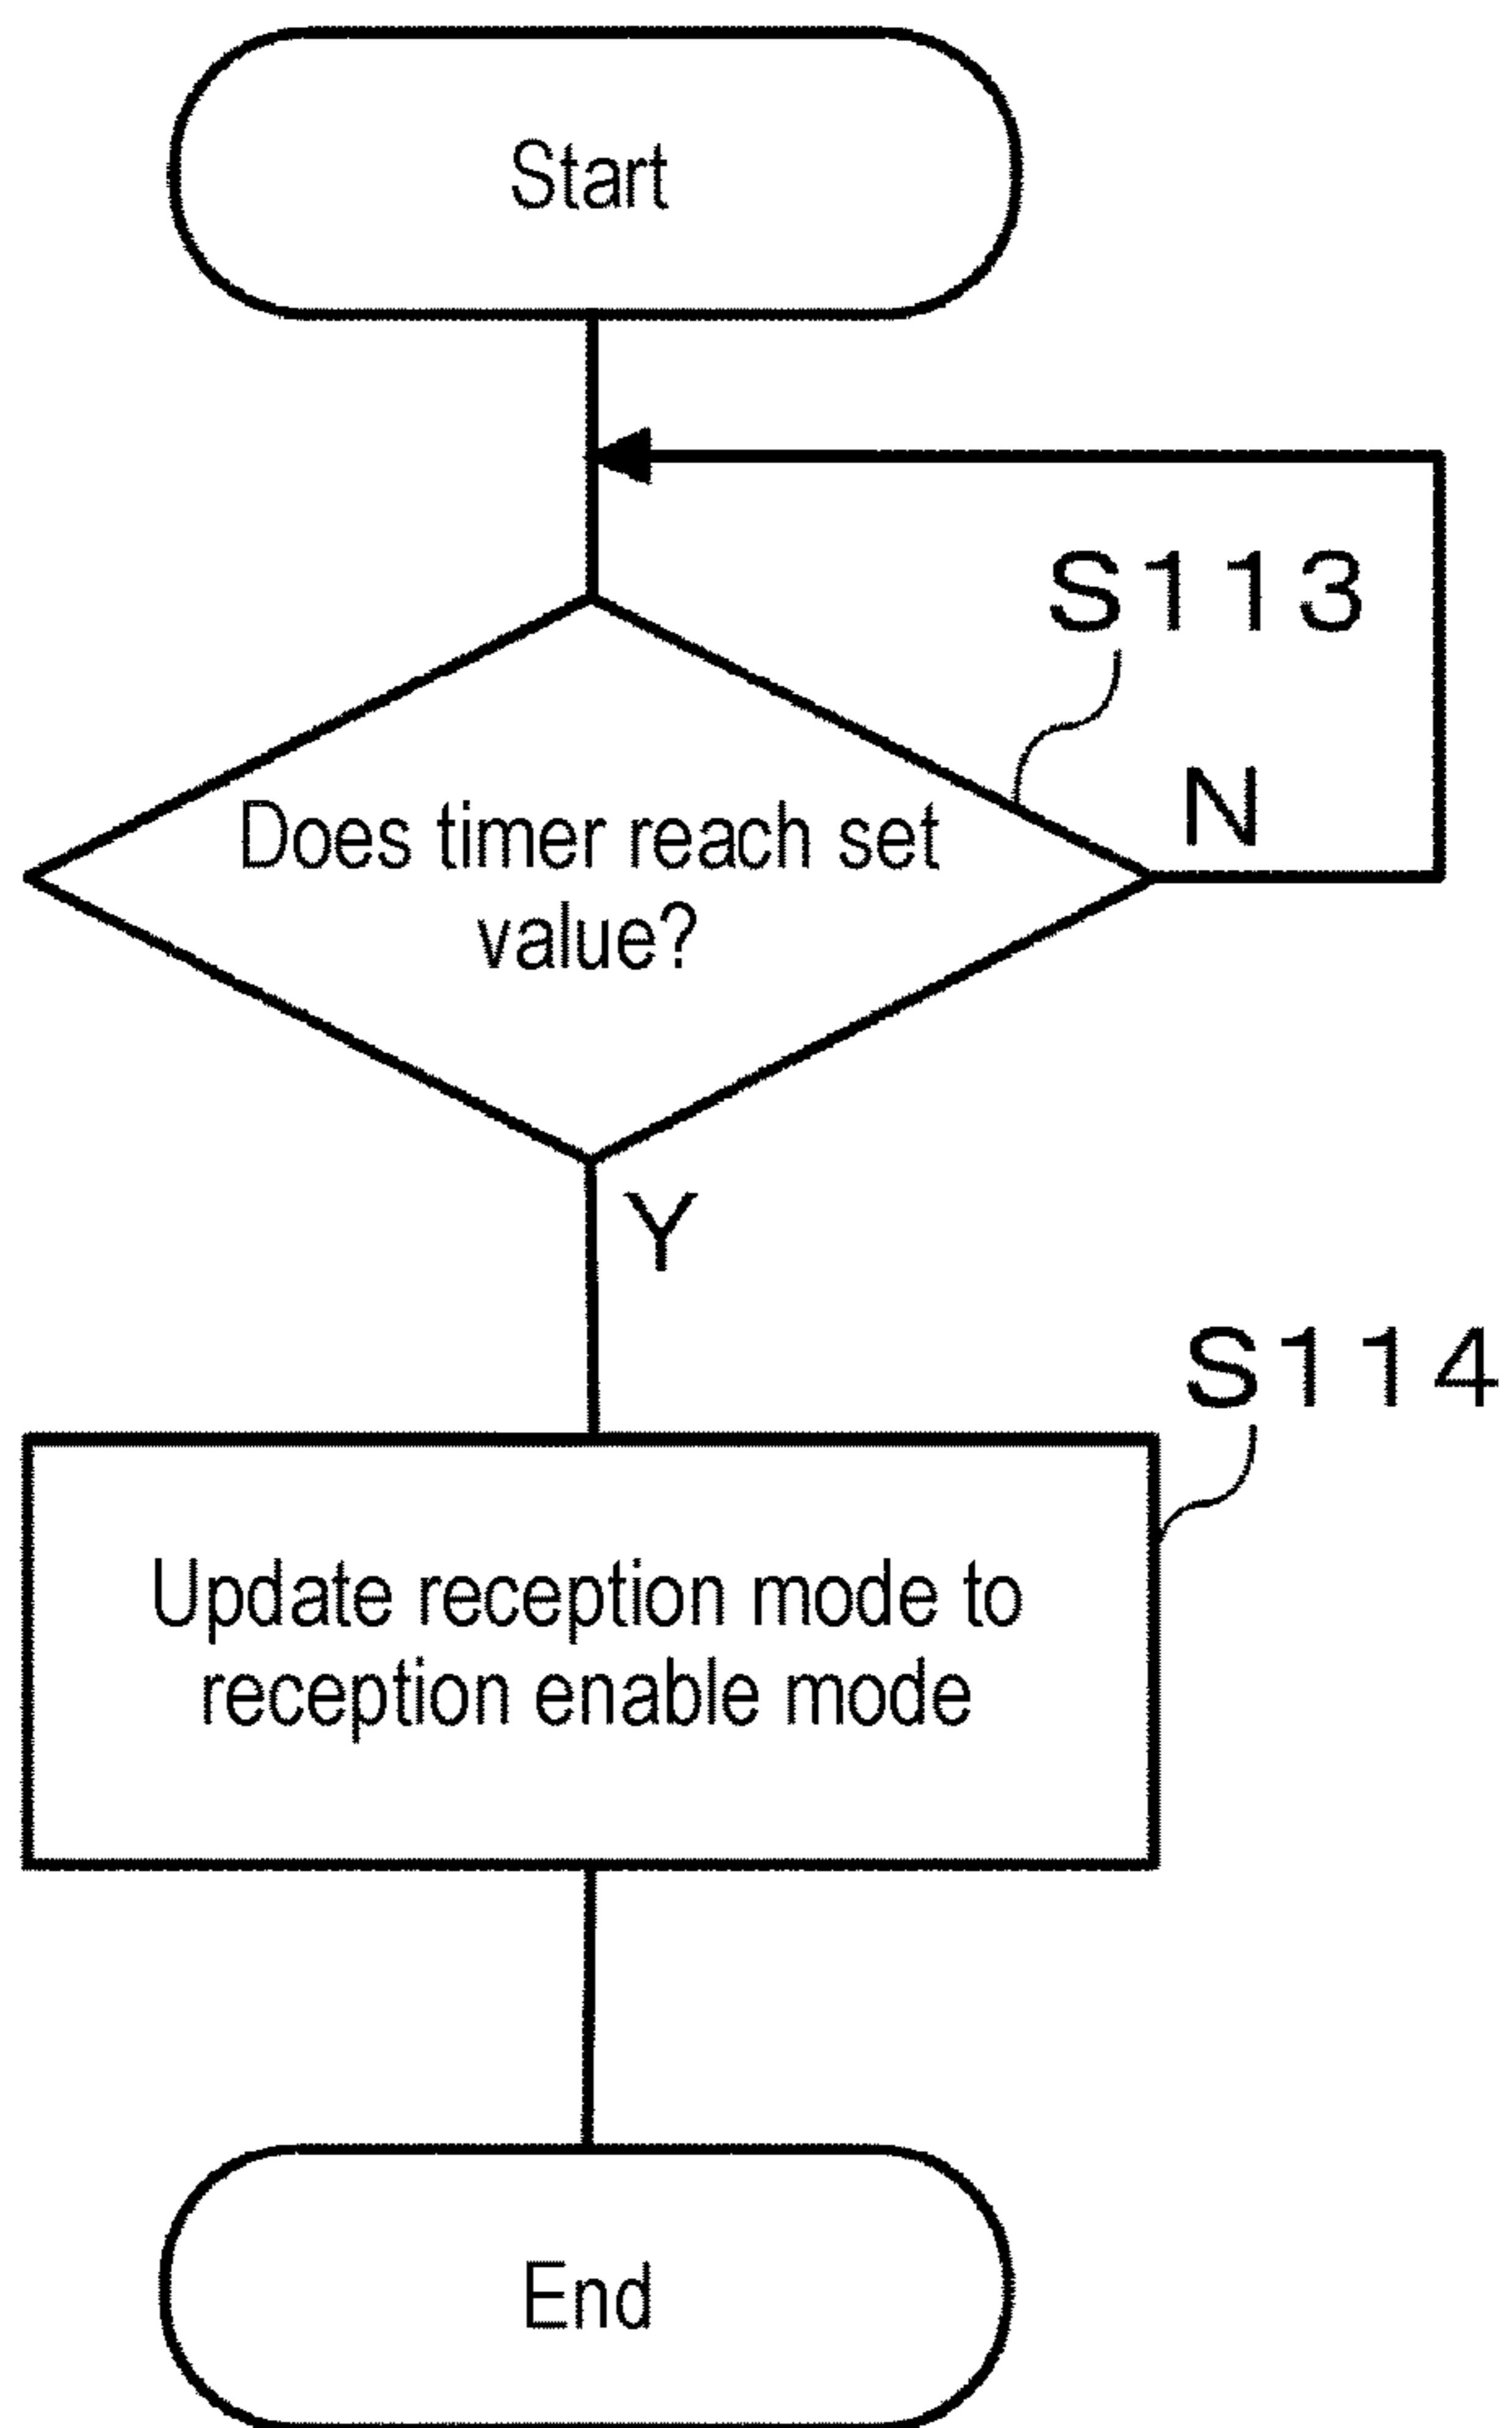 Start
S113
N
Does timer reach set
value?
Y
S114
Update reception mode to
reception enable mode
End